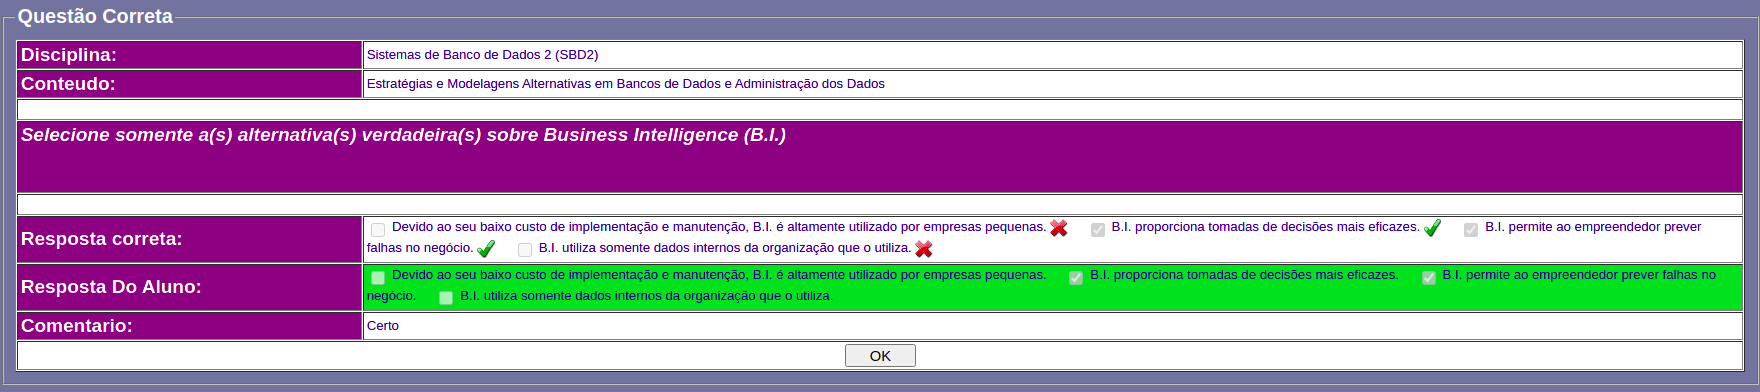 Questão Correta
Disciplina: Sistemas de Banco de Dados 2 (SBD2)
Conteudo: Estratégias e Modelagens Alternativas em Bancos de Dados e Administração dos Dados
Selecione somente a(s) alternativa(s) verdadeira(s) sobre Business Intelligence (B.I.)
Resposta correta: Devido ao seu baixo custo de implementação e manutenção, B.I. é altamente utilizado por empresas pequenas. B.I. proporciona tomadas de decisões mais eficazes. B.I. permite ao empreendedor prever
falhas no negócio. B.I. utiliza somente dados internos da organização que o utiliza.
Resposta Do Aluno: Devido ao seu baixo custo de implementação e manutenção, B.I. é altamente utilizado por empresas pequenas. B.I. proporciona tomadas de decisões mais eficazes. B.I. permite ao empreendedor prever falhas no
negócio. B.I. utiliza somente dados internos da organização que o utiliza.
Comentario: Certo
OK